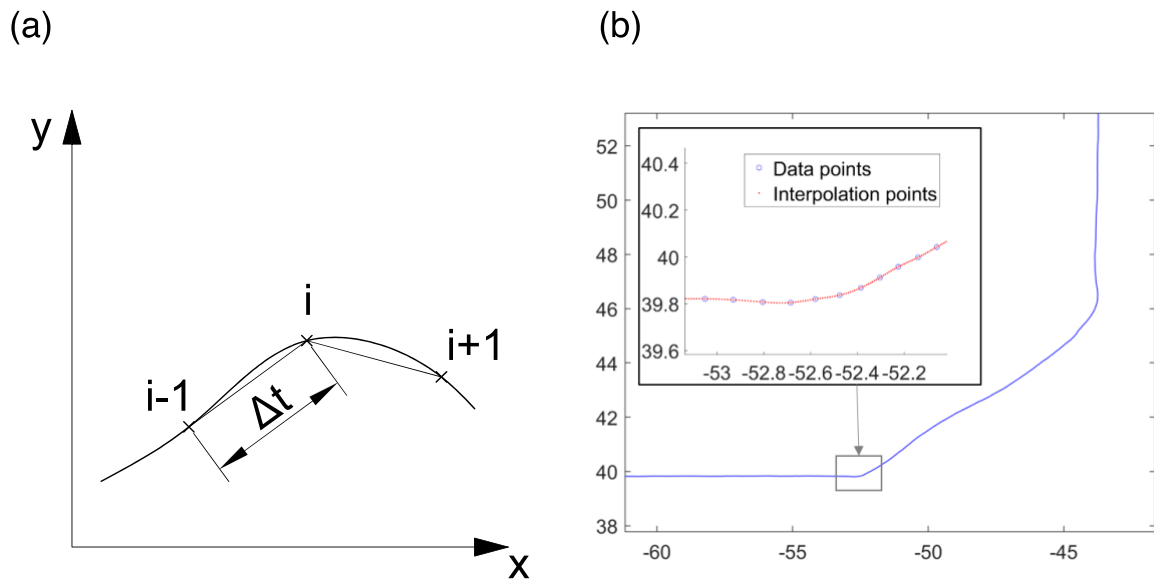 (a)
(b)
y
i
i-1
i+1
Δt
x
52
50
48
46
44
42
40
38
-60
-55
-50
-45
40.4
40.2
40
39.8
39.6
-53
-52.8
-52.6
-52.4
-52.2
Data points
Interpolation points